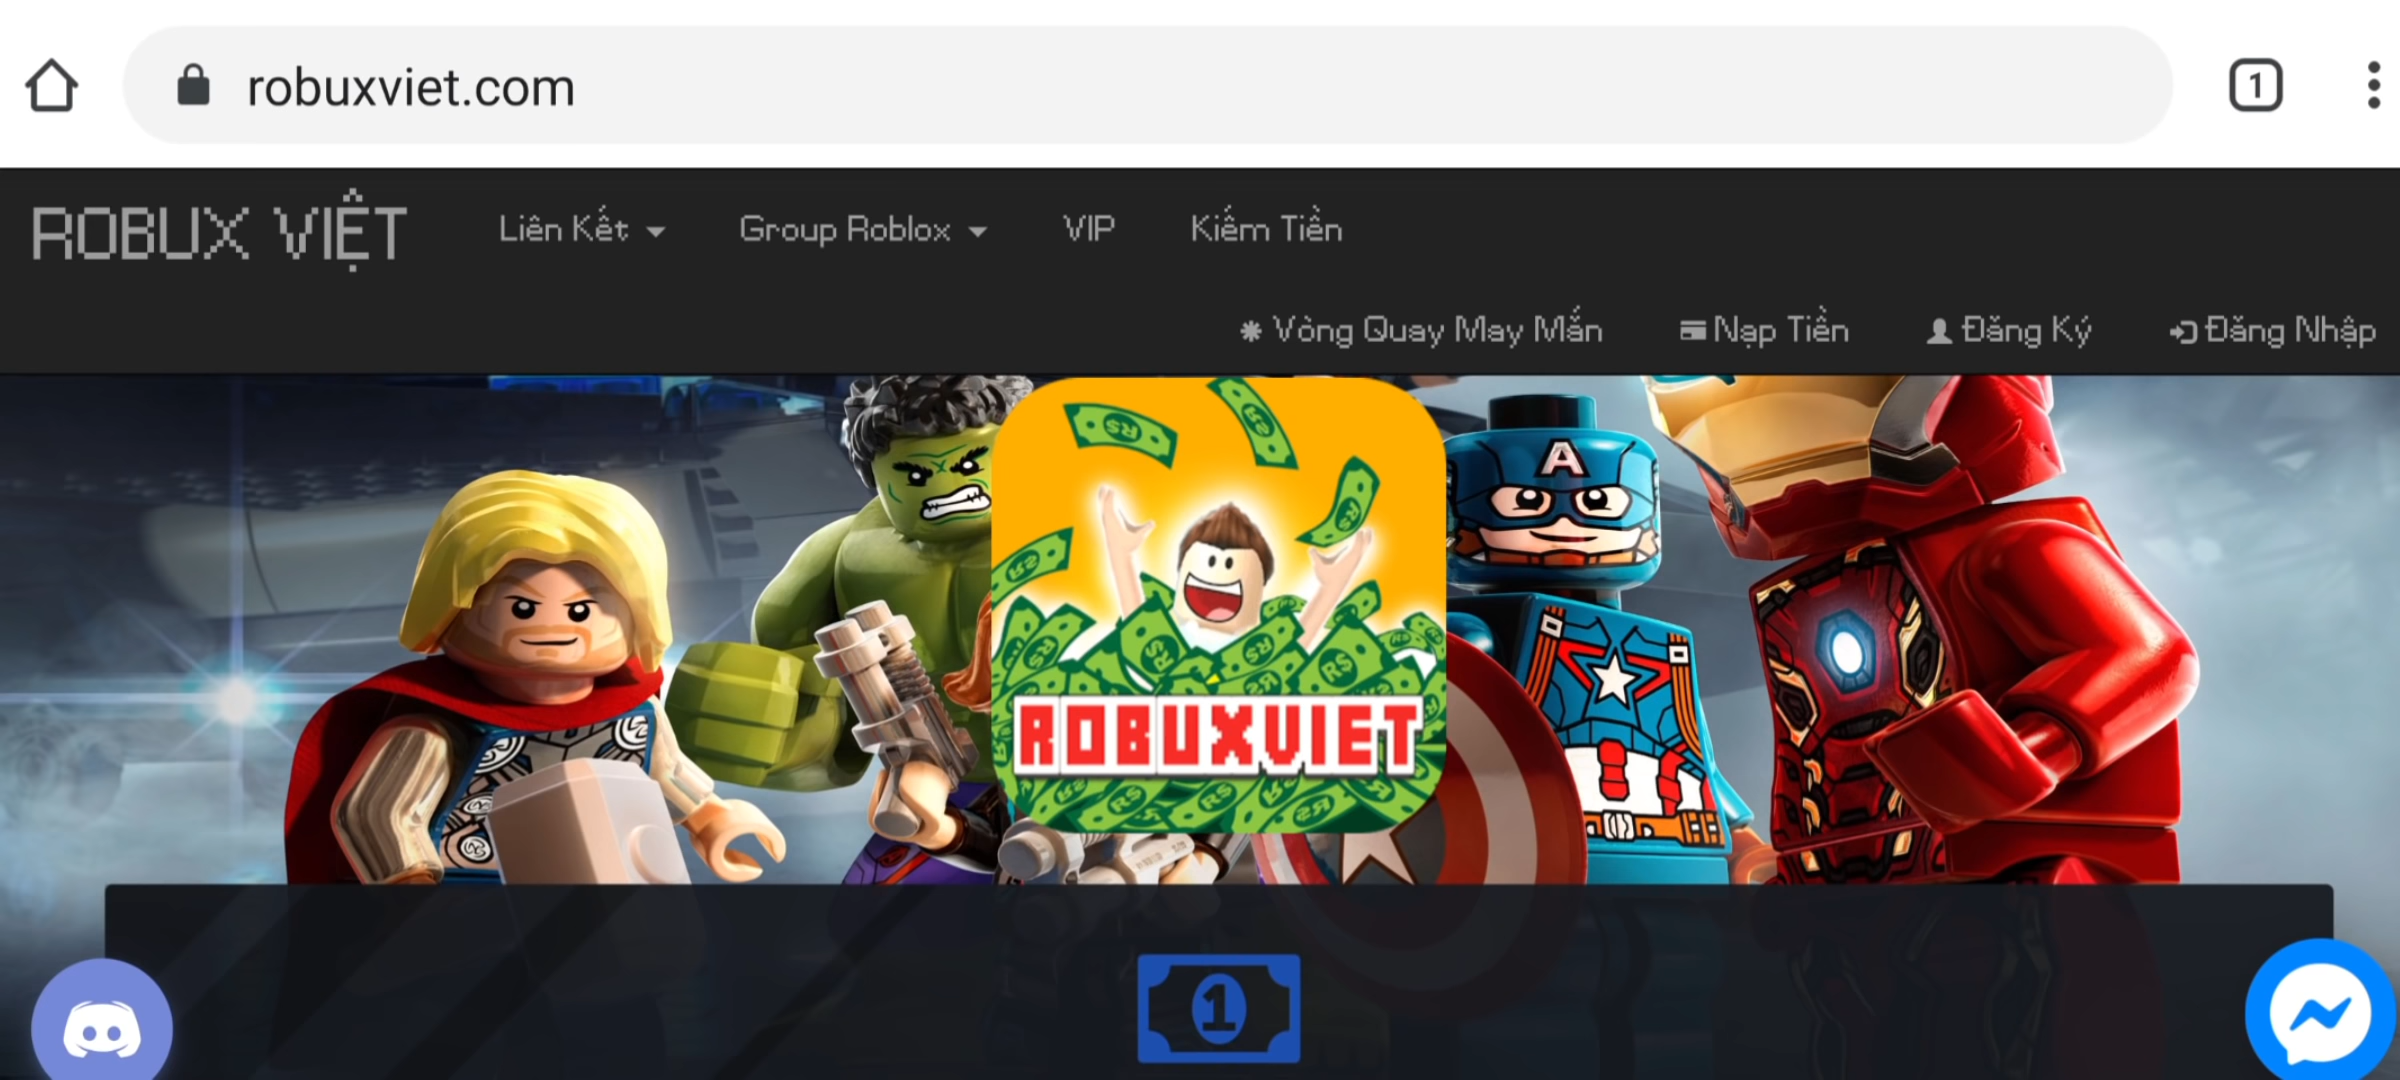 robuxviet.com
1
ROBUX VIỆT Liên Kết Group Roblox VIP Kiếm Tiền
Vòng Quay May Mắn Nạp Tiền Đăng Ký Đăng Nhập
A
R$
R$
R$
R$
R$
R$
R$
R$
ROBUXVIET
R$
R$
R$
R$
1